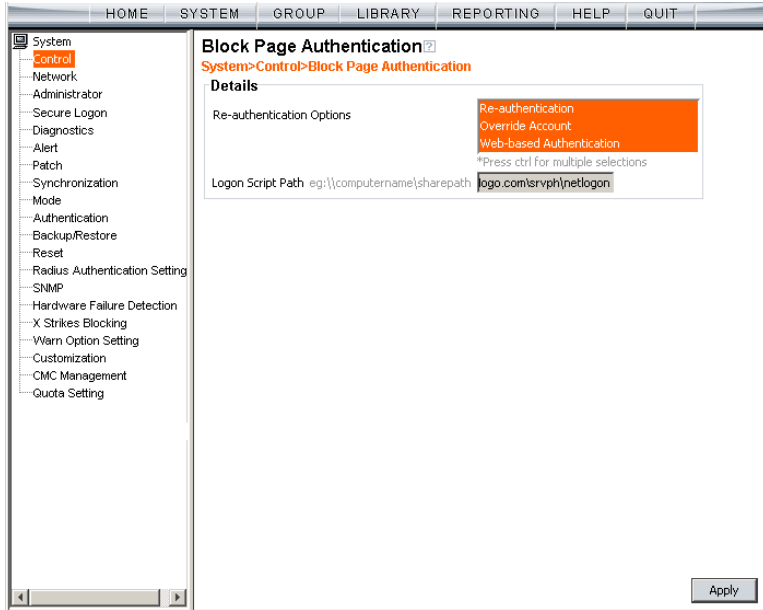 HOME SYSTEM GROUP LIBRARY REPORTING HELP QUIT
System
Control
Network
Administrator
Secure Logon
Diagnostics
Alert
Patch
Synchronization
Mode
Authentication
Backup/Restore
Reset
Radius Authentication Setting
SNMP
Hardware Failure Detection
X Strikes Blocking
Warn Option Setting
Customization
CMC Management
Quota Setting
Block Page Authentication?
System>Control>Block Page Authentication
Details
Re-authentication Options
Re-authentication
Override Account
Web-based Authentication
*Press ctrl for multiple selections
Logon Script Path eg:\\computername\sharepath logo.com\srvph\netlogon
Apply